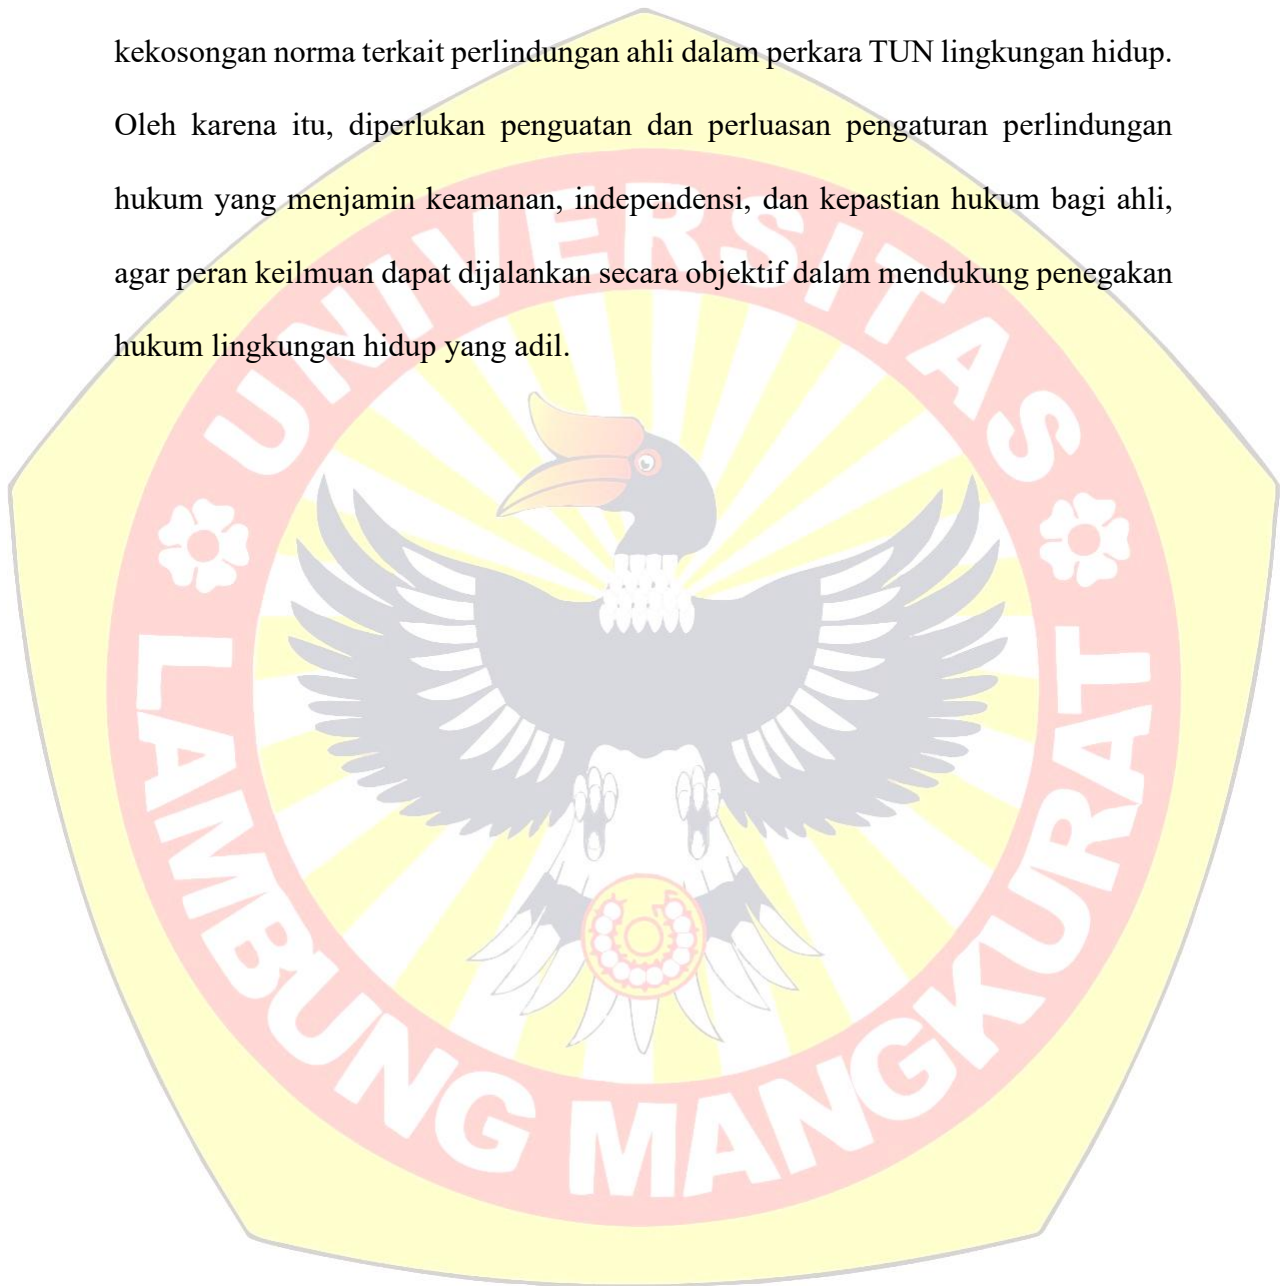 kekosongan norma terkait perlindungan ahli dalam perkara TUN lingkungan hidup.
Oleh karena itu, diperlukan penguatan dan perluasan pengaturan perlindungan
hukum yang menjamin keamanan, independensi, dan kepastian hukum bagi ahli,
agar peran keilmuan dapat dijalankan secara objektif dalam mendukung penegakan
hukum lingkungan hidup yang adil.
UNIVERSITAS
LAMBUNG MANGKURAT